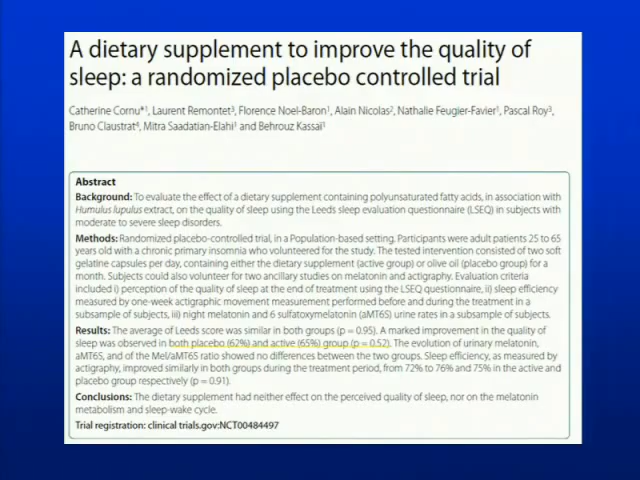 A dietary supplement to improve the quality of
sleep: a randomized placebo controlled trial
Catherine Cornu*1, Laurent Remontet3, Florence Noel-Baron1, Alain Nicolas2, Nathalie Feugier-Favier1, Pascal Roy3,
Bruno Claustrat4, Mitra Saadatian-Elahi1 and Behrouz Kassaï1
Abstract
Background: To evaluate the effect of a dietary supplement containing polyunsaturated fatty acids, in association with
Humulus lupulus extract, on the quality of sleep using the Leeds sleep evaluation questionnaire (LSEQ) in subjects with
moderate to severe sleep disorders.
Methods: Randomized placebo-controlled trial, in a Population-based setting. Participants were adult patients 25 to 65
years old with a chronic primary insomnia who volunteered for the study. The tested intervention consisted of two soft
gelatine capsules per day, containing either the dietary supplement (active group) or olive oil (placebo group) for a
month. Subjects could also volunteer for two ancillary studies on melatonin and actigraphy. Evaluation criteria
included i) perception of the quality of sleep at the end of treatment using the LSEQ questionnaire, ii) sleep efficiency
measured by one-week actigraphic movement measurement performed before and during the treatment in a
subsample of subjects, iii) night melatonin and 6 sulfatoxymelatonin (aMT6S) urine rates in a subsample of subjects.
Results: The average of Leeds score was similar in both groups (p = 0.95). A marked improvement in the quality of
sleep was observed in both placebo (62%) and active (65%) group (p = 0.52). The evolution of urinary melatonin,
aMT6S, and of the Mel/aMT6S ratio showed no differences between the two groups. Sleep efficiency, as measured by
actigraphy, improved similarly in both groups during the treatment period, from 72% to 76% and 75% in the active and
placebo group respectively (p = 0.91).
Conclusions: The dietary supplement had neither effect on the perceived quality of sleep, nor on the melatonin
metabolism and sleep-wake cycle.
Trial registration: clinical trials.gov:NCT00484497